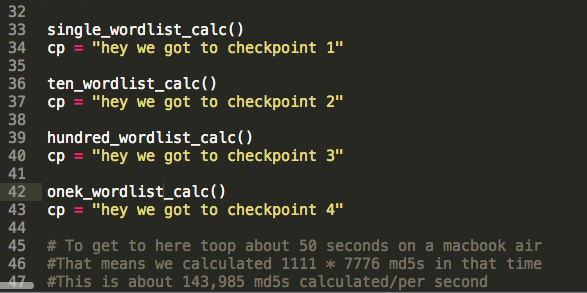 32
33 single_wordlist_calc()
34 cp = "hey we got to checkpoint 1"
35
36 ten_wordlist_calc()
37 cp = "hey we got to checkpoint 2"
38
39 hundred_wordlist_calc()
40 cp = "hey we got to checkpoint 3"
41
42 onek_wordlist_calc()
43 cp = "hey we got to checkpoint 4"
44
45 # To get to here toop about 50 seconds on a macbook air
46 #That means we calculated 1111 * 7776 md5s in that time
47 #This is about 143,985 md5s calculated/per second